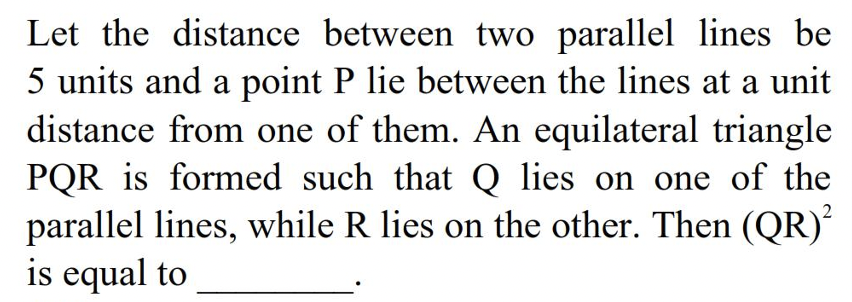 Let the distance between two parallel lines be
5 units and a point P lie between the lines at a unit
distance from one of them. An equilateral triangle
PQR is formed such that Q lies on one of the
parallel lines, while R lies on the other. Then (QR)²
is equal to ________.